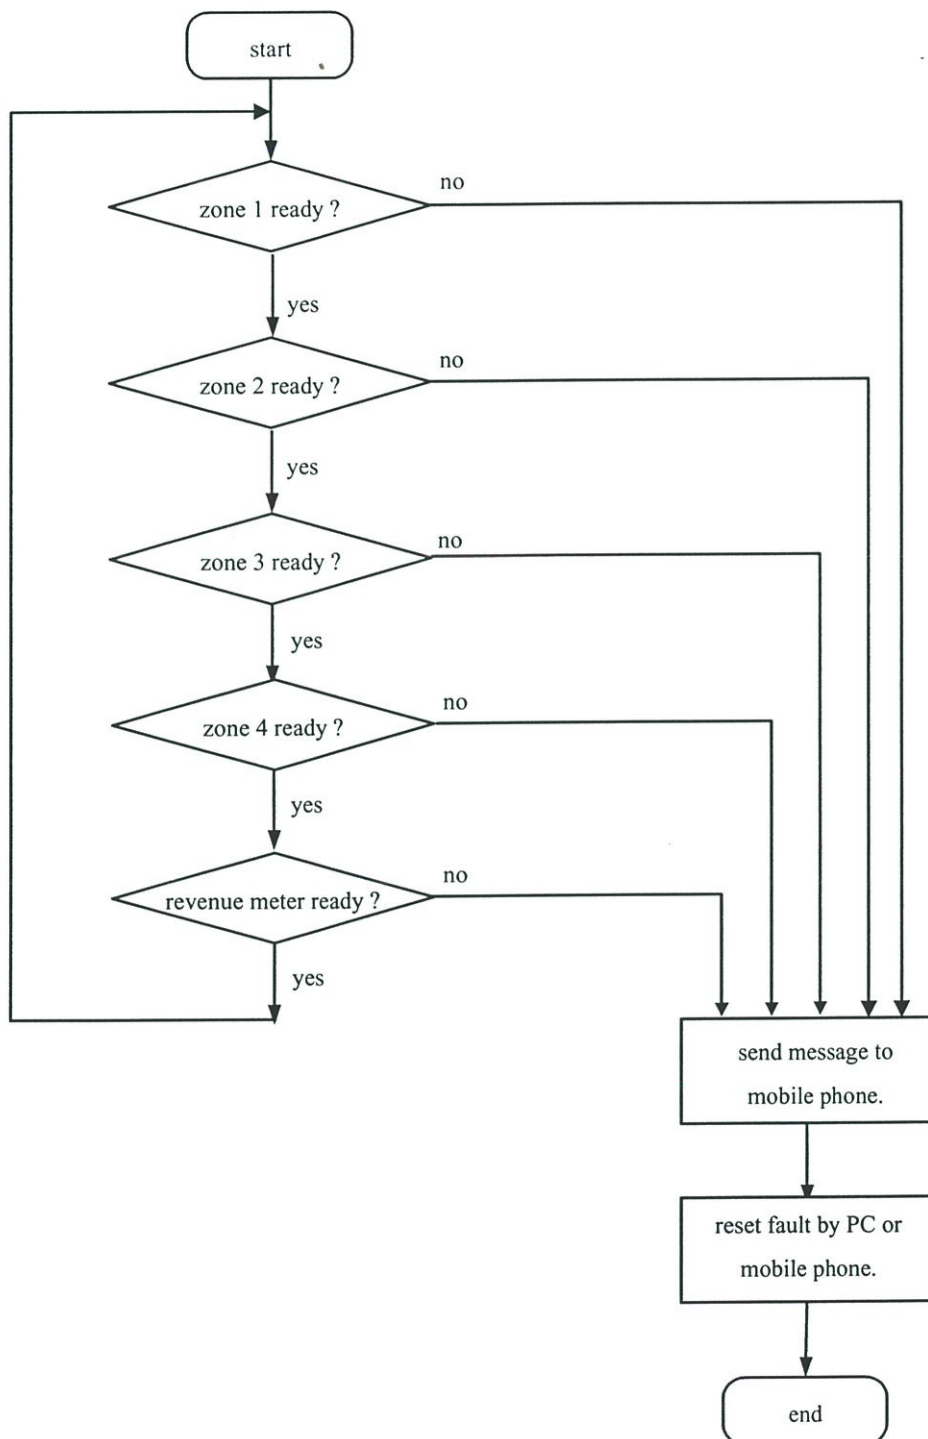 start
zone 1 ready ?
no
yes
zone 2 ready ?
no
yes
zone 3 ready ?
no
yes
zone 4 ready ?
no
yes
revenue meter ready ?
no
yes
send message to
mobile phone.
reset fault by PC or
mobile phone.
end